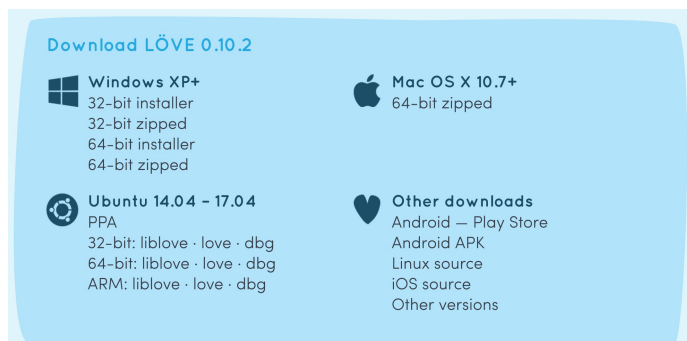 Download LÖVE 0.10.2
Windows XP+
32-bit installer
32-bit zipped
64-bit installer
64-bit zipped
Mac OS X 10.7+
64-bit zipped
Ubuntu 14.04 – 17.04
PPA
32-bit: liblove · love · dbg
64-bit: liblove · love · dbg
ARM: liblove · love · dbg
Other downloads
Android — Play Store
Android APK
Linux source
iOS source
Other versions